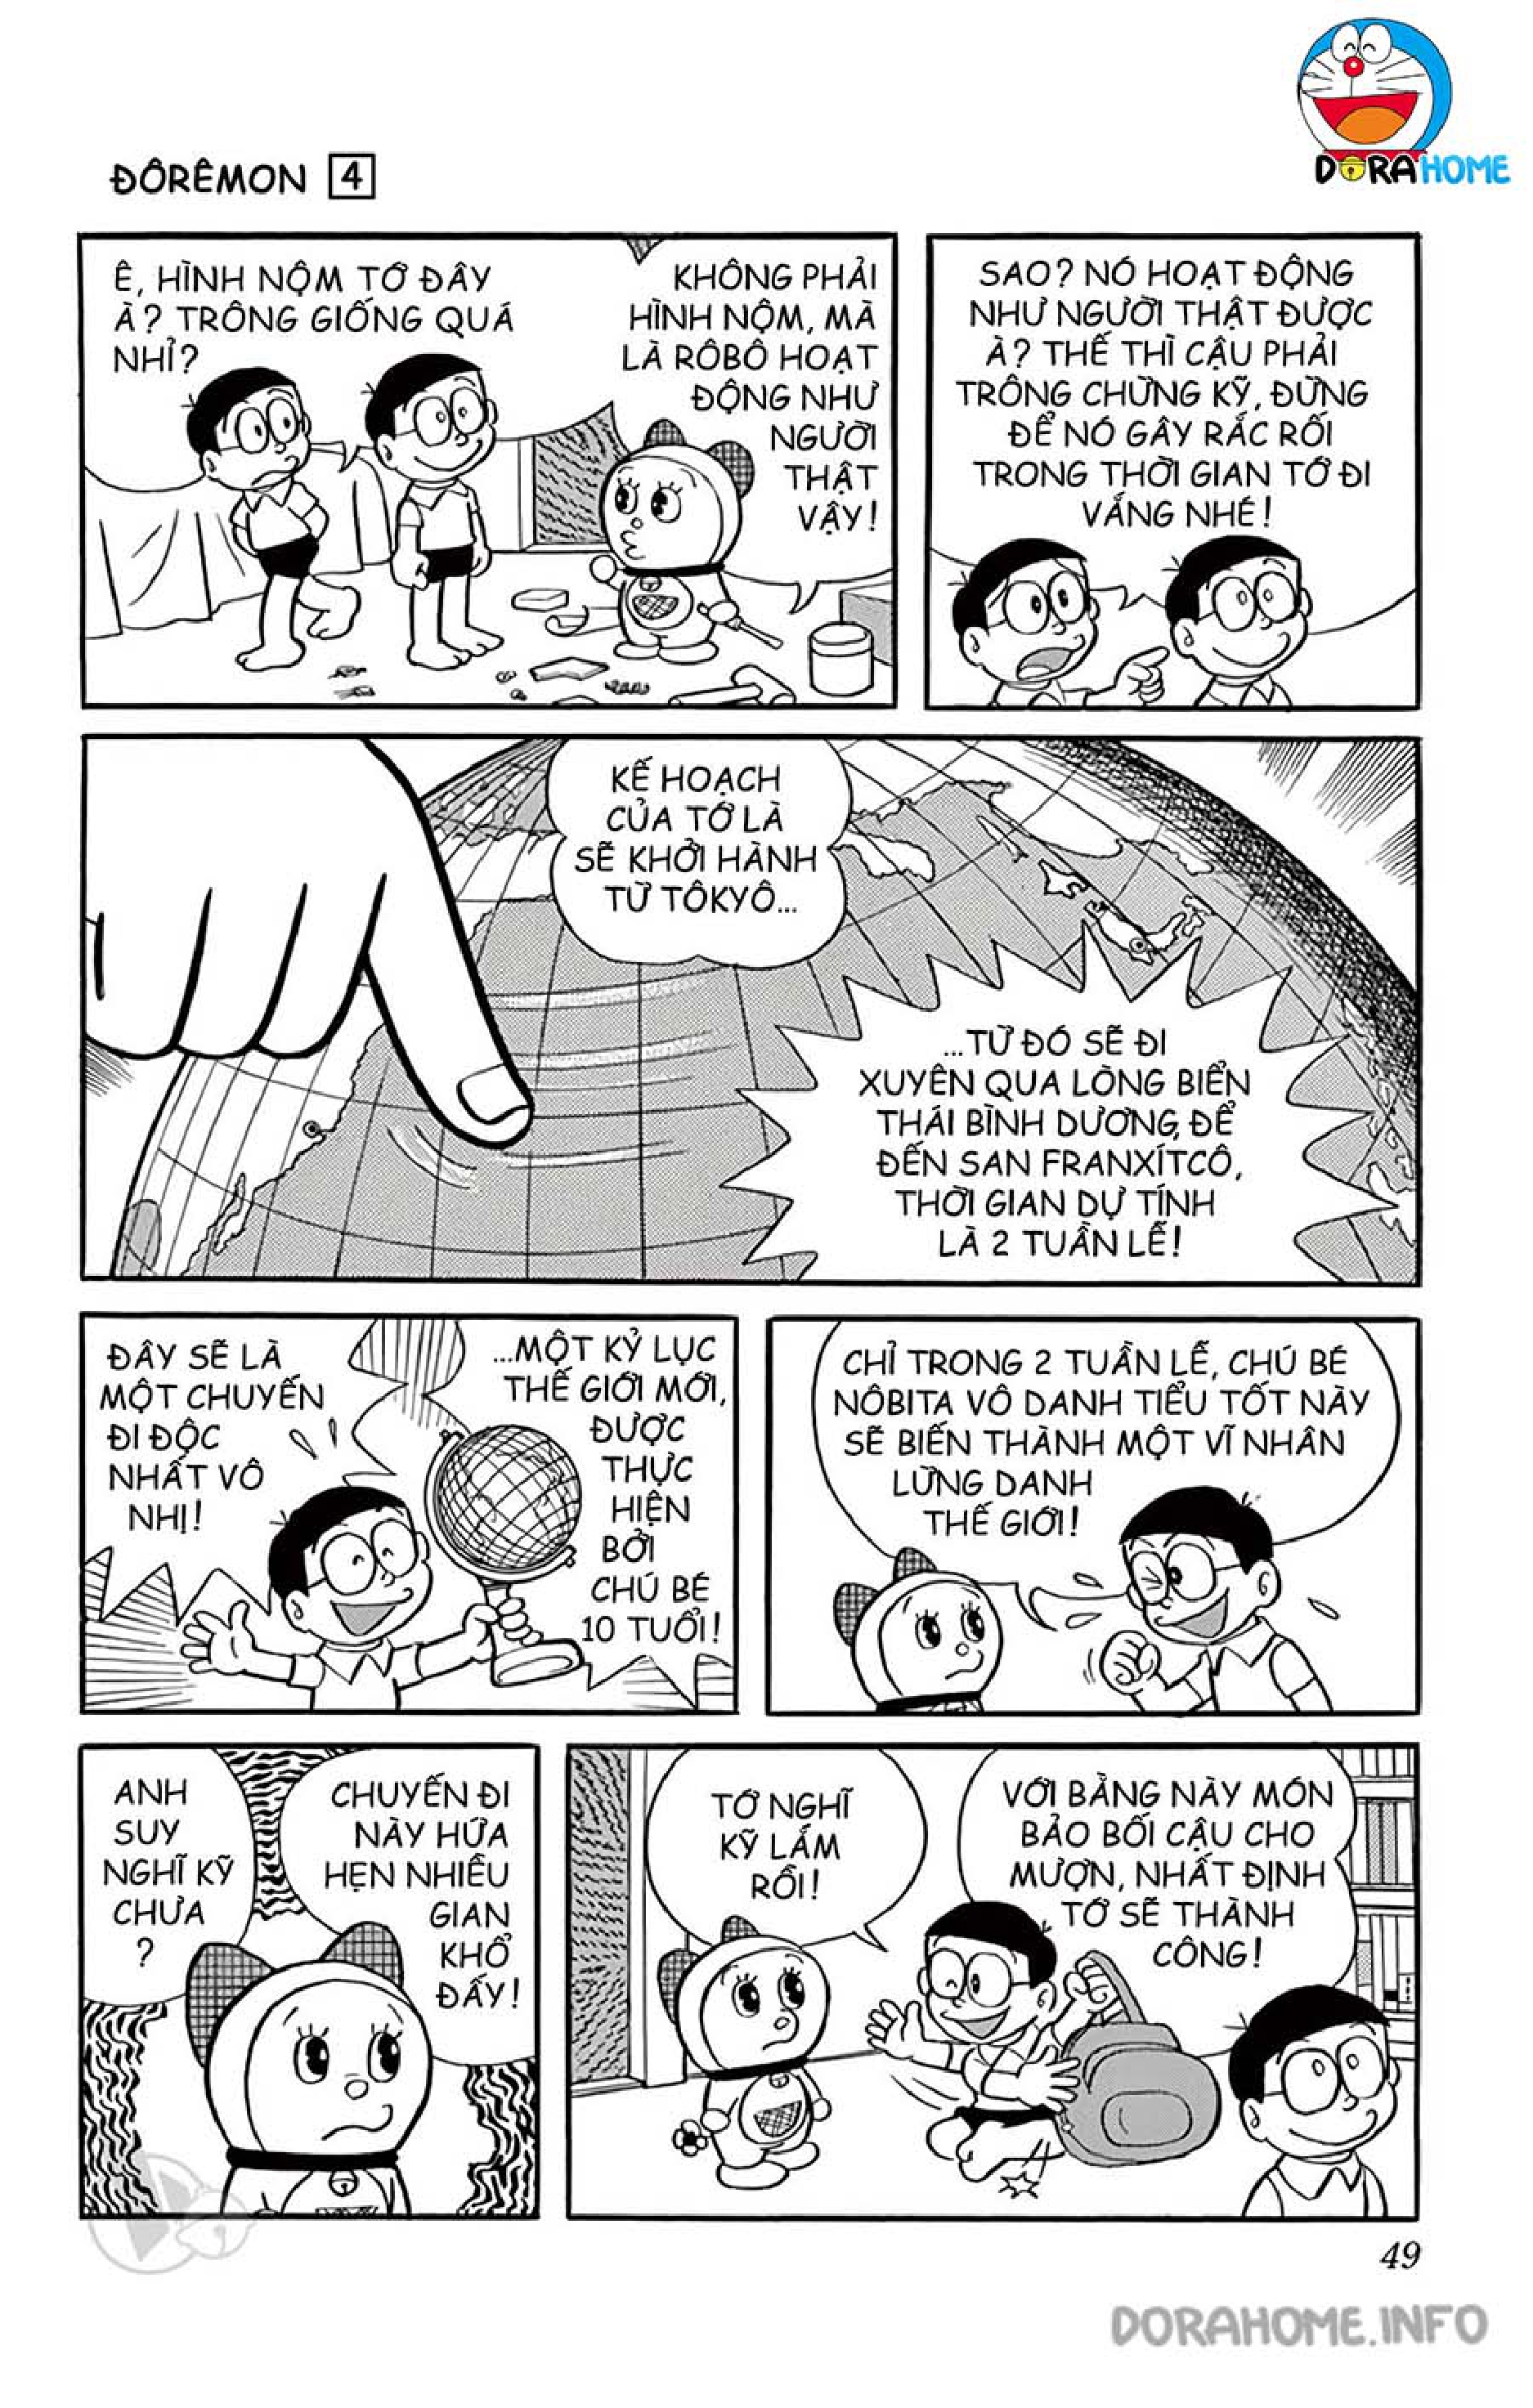 DORAHOME
ĐÔRÊMON 4
Ê, HÌNH NỘM TỚ ĐÂY
À? TRÔNG GIỐNG QUÁ
NHỈ?
KHÔNG PHẢI
HÌNH NỘM, MÀ
LÀ RÔBÔ HOẠT
ĐỘNG NHƯ
NGƯỜI
THẬT
VẬY!
SAO? NÓ HOẠT ĐỘNG
NHƯ NGƯỜI THẬT ĐƯỢC
À? THẾ THÌ CẬU PHẢI
TRÔNG CHỪNG KỸ, ĐỪNG
ĐỂ NÓ GÂY RẮC RỐI
TRONG THỜI GIAN TỚ ĐI
VẮNG NHÉ!
KẾ HOẠCH
CỦA TỚ LÀ
SẼ KHỞI HÀNH
TỪ TÔKYÔ...
...TỪ ĐÓ SẼ ĐI
XUYÊN QUA LÒNG BIỂN
THÁI BÌNH DƯƠNG, ĐỂ
ĐẾN SAN FRANXÍTCÔ,
THỜI GIAN DỰ TÍNH
LÀ 2 TUẦN LỄ!
ĐÂY SẼ LÀ
MỘT CHUYẾN
ĐI ĐỘC
NHẤT VÔ
NHỊ!
...MỘT KỶ LỤC
THẾ GIỚI MỚI,
ĐƯỢC
THỰC
HIỆN
BỞI
CHÚ BÉ
10 TUỔI!
CHỈ TRONG 2 TUẦN LỄ, CHÚ BÉ
NÔBITA VÔ DANH TIỂU TỐT NÀY
SẼ BIẾN THÀNH MỘT VĨ NHÂN
LỪNG DANH
THẾ GIỚI!
ANH
SUY
NGHĨ KỸ
CHƯA
?
CHUYẾN ĐI
NÀY HỨA
HẸN NHIỀU
GIAN
KHỔ
ĐẤY!
TỚ NGHĨ
KỸ LẮM
RỒI!
VỚI BẰNG NÀY MÓN
BẢO BỐI CẬU CHO
MƯỢN, NHẤT ĐỊNH
TỚ SẼ THÀNH
CÔNG!
49
DORAHOME.INFO